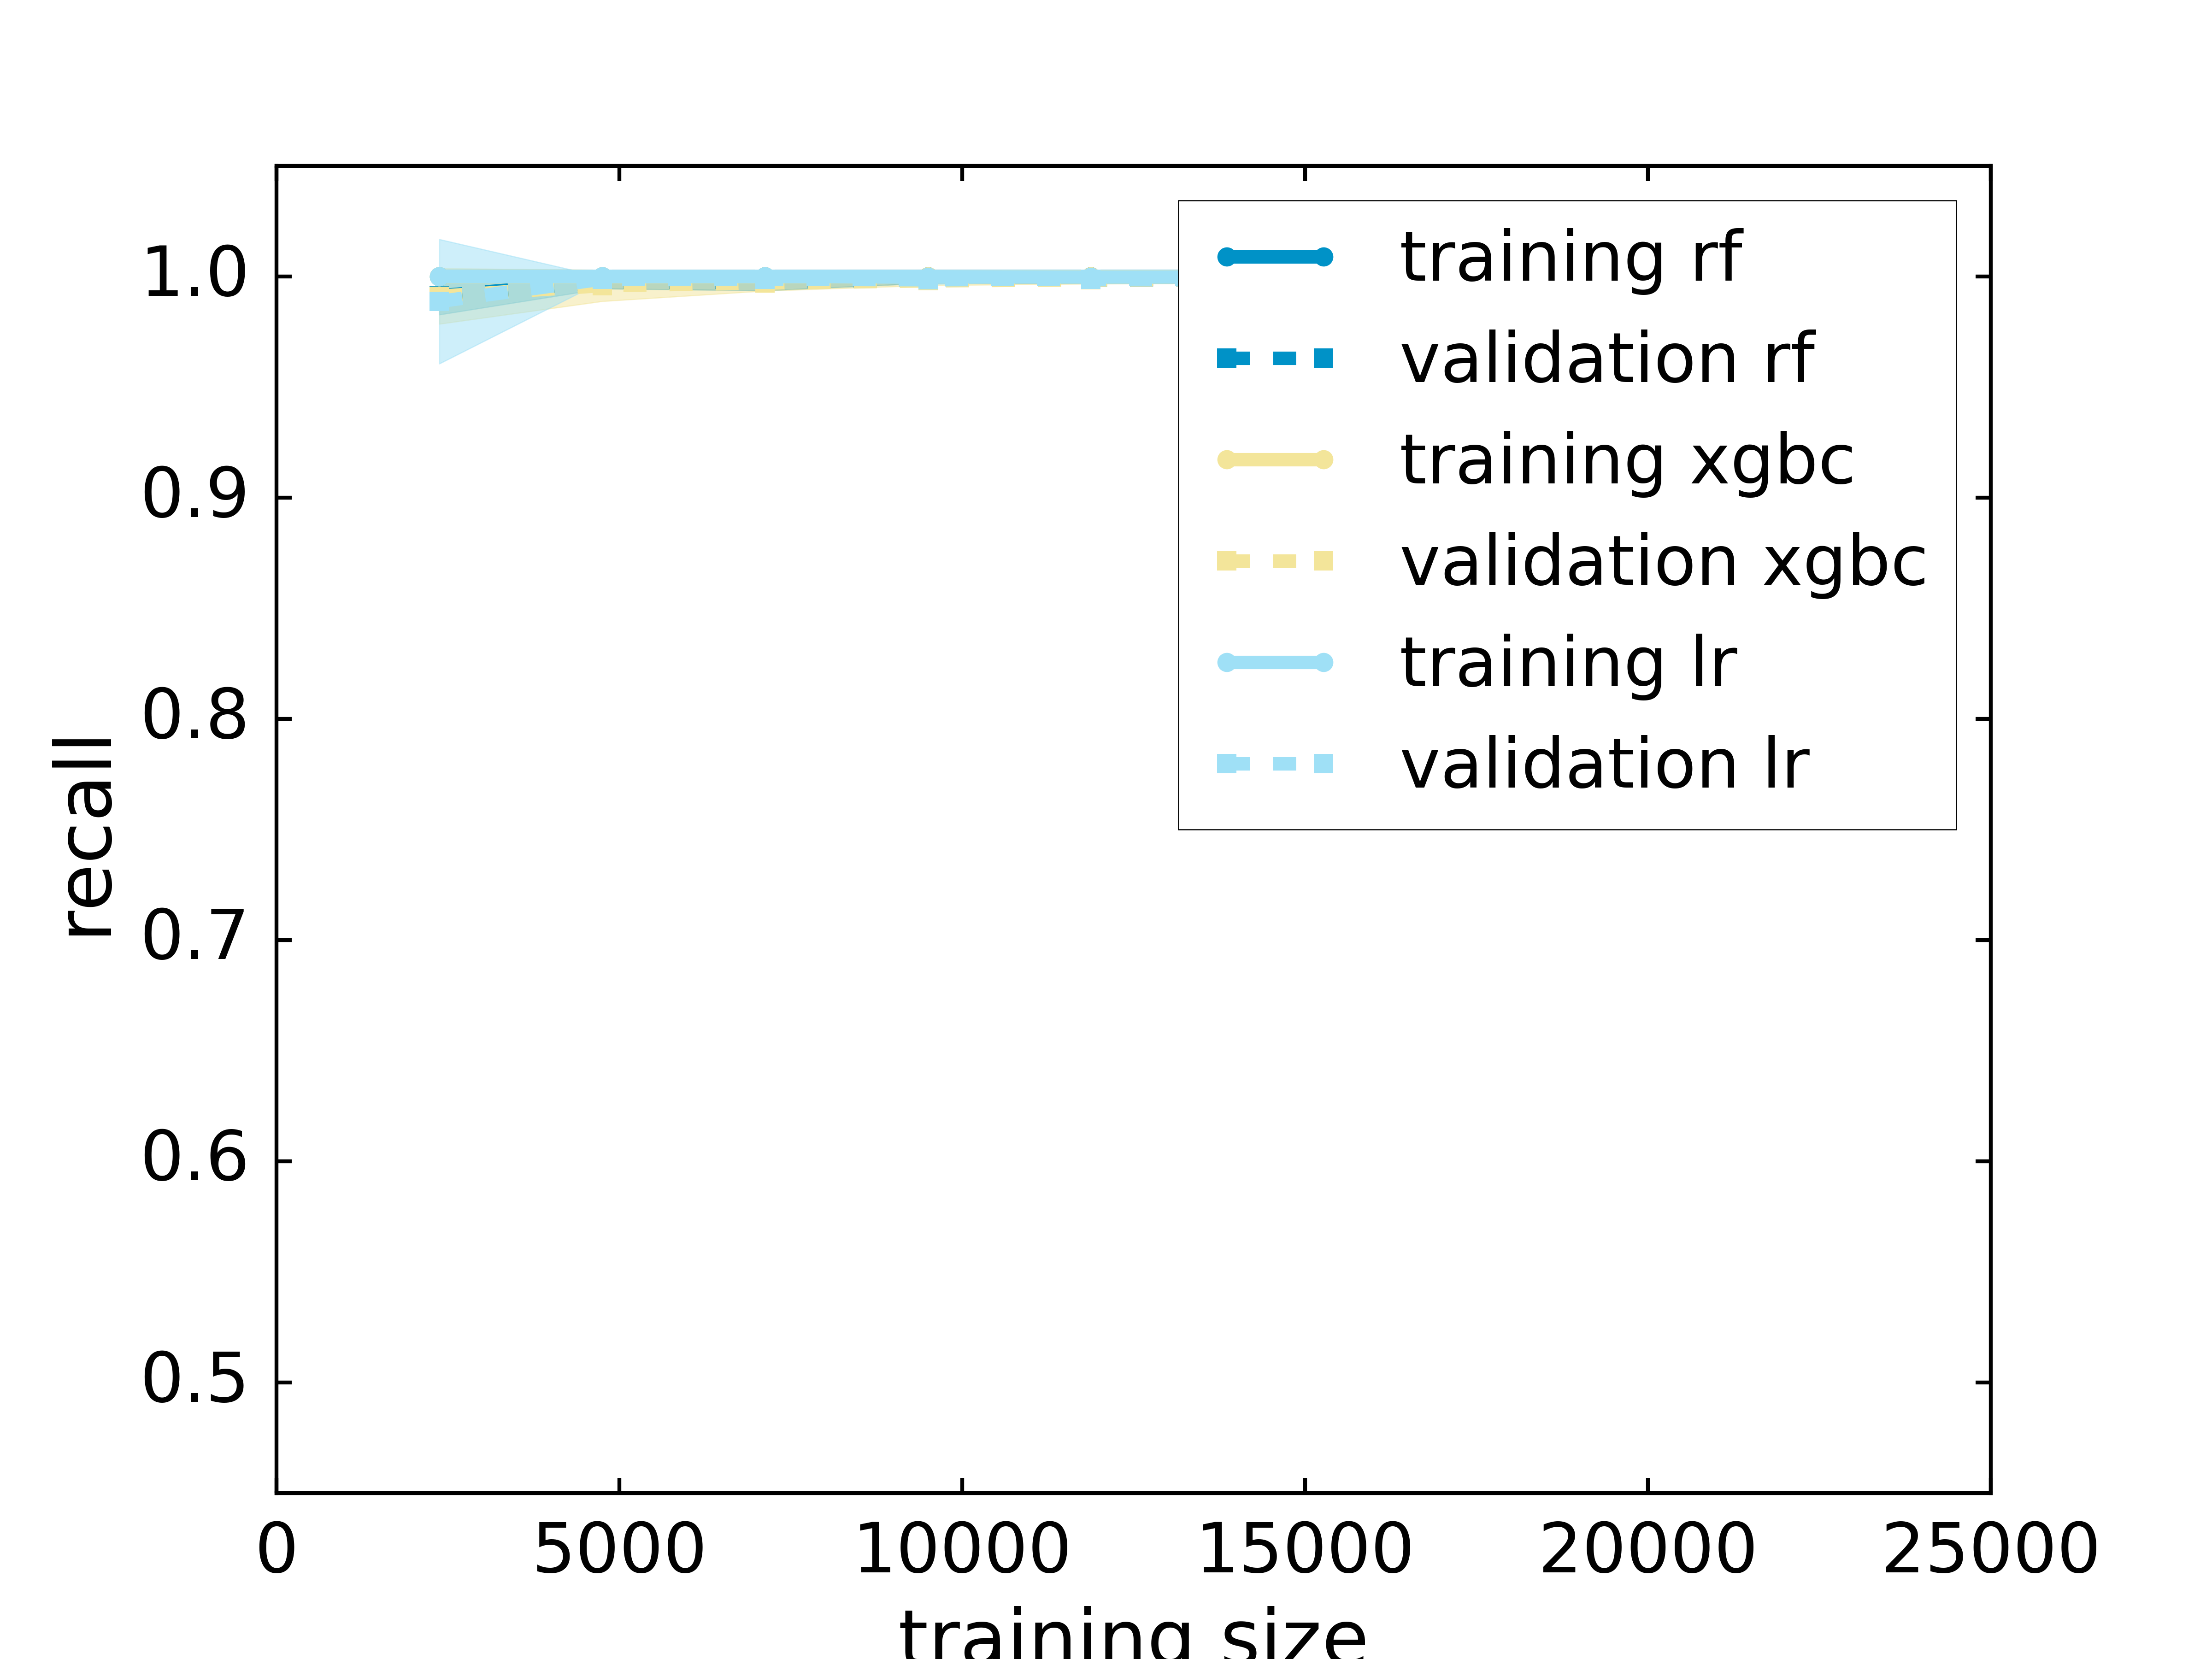 1.0
0.9
0.8
0.7
0.6
0.5
recall
training rf
validation rf
training xgbc
validation xgbc
training lr
validation lr
0 5000 10000 15000 20000 25000
training size